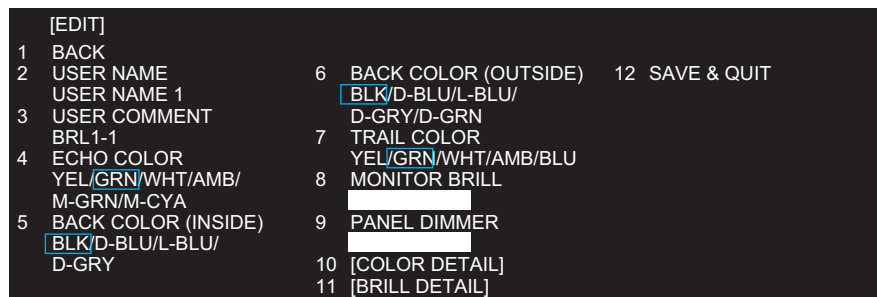 [EDIT]
1 BACK
2 USER NAME
USER NAME 1
3 USER COMMENT
BRL1-1
4 ECHO COLOR
YEL/GRN/WHT/AMB/
M-GRN/M-CYA
5 BACK COLOR (INSIDE)
BLK/D-BLU/L-BLU/
D-GRY
6 BACK COLOR (OUTSIDE)
BLK/D-BLU/L-BLU/
D-GRY/D-GRN
7 TRAIL COLOR
YEL/GRN/WHT/AMB/BLU
8 MONITOR BRILL
9 PANEL DIMMER
10 [COLOR DETAIL]
11 [BRILL DETAIL]
12 SAVE & QUIT